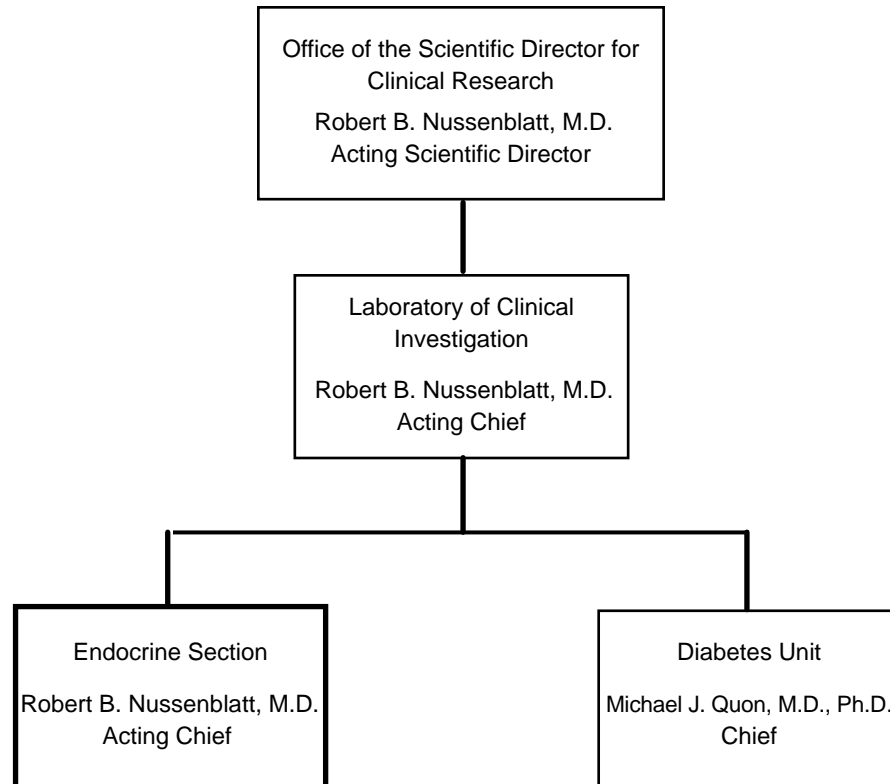 Office of the Scientific Director for
Clinical Research
Robert B. Nussenblatt, M.D.
Acting Scientific Director
Laboratory of Clinical
Investigation
Robert B. Nussenblatt, M.D.
Acting Chief
Endocrine Section
Robert B. Nussenblatt, M.D.
Acting Chief
Diabetes Unit
Michael J. Quon, M.D., Ph.D.
Chief